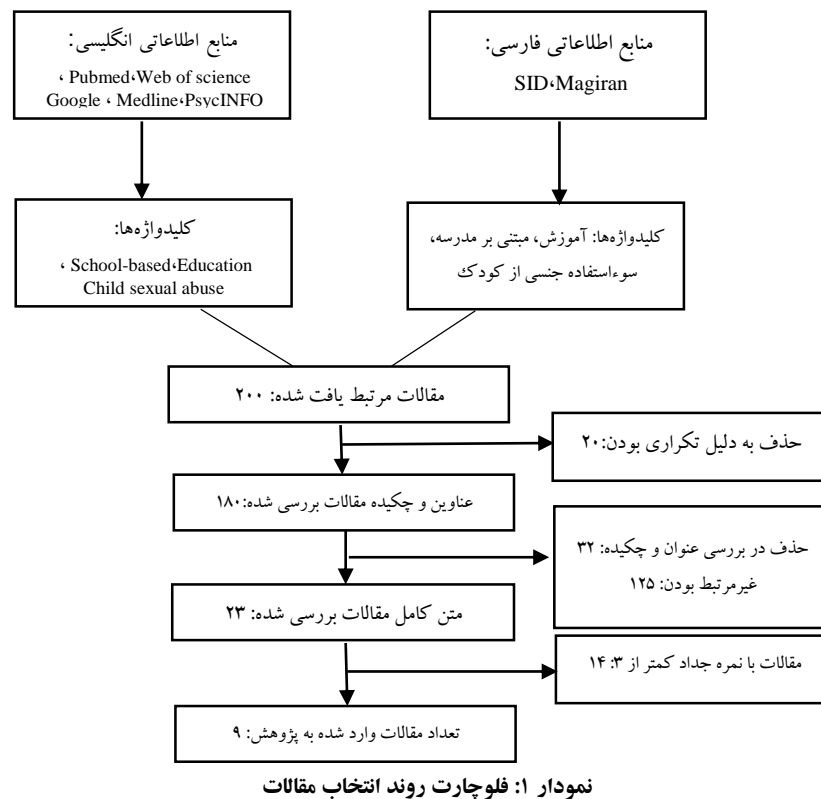 منابع اطلاعاتی فارسی:
SID،Magiran
منابع اطلاعاتی انگلیسی:
، Pubmed،Web of science
Google ، Medline،PsycINFO
کلیدواژه‌ها: آموزش، مبتنی بر مدرسه،
سوءاستفاده جنسی از کودک
کلیدواژه‌ها:
، School-based،Education
Child sexual abuse
مقالات مرتبط یافت شده: ۲۰۰
حذف به دلیل تکراری بودن:۲۰
عناوین و چکیده مقالات بررسی شده:۱۸۰
حذف در بررسی عنوان و چکیده: ۳۲
غیرمرتبط بودن: ۱۲۵
متن کامل مقالات بررسی شده: ۲۳
مقالات با نمره جداد کمتر از ۳: ۱۴
تعداد مقالات وارد شده به پژوهش: ۹
نمودار ۱: فلوچارت روند انتخاب مقالات